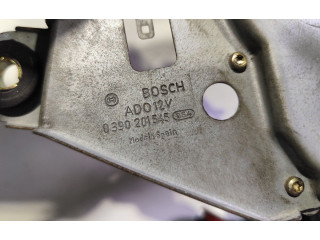 BOSCH
ADO 12V
0 390 201 545
Made in Spain